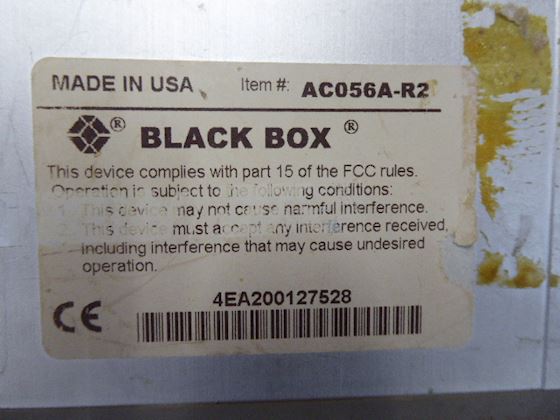 MADE IN USA Item #: AC056A-R2
® BLACK BOX ®
This device complies with part 15 of the FCC rules.
Operation is subject to the following conditions:
1. This device may not cause harmful interference.
This device must accept any interference received,
including interference that may cause undesired
operation.
CE 4EA200127528